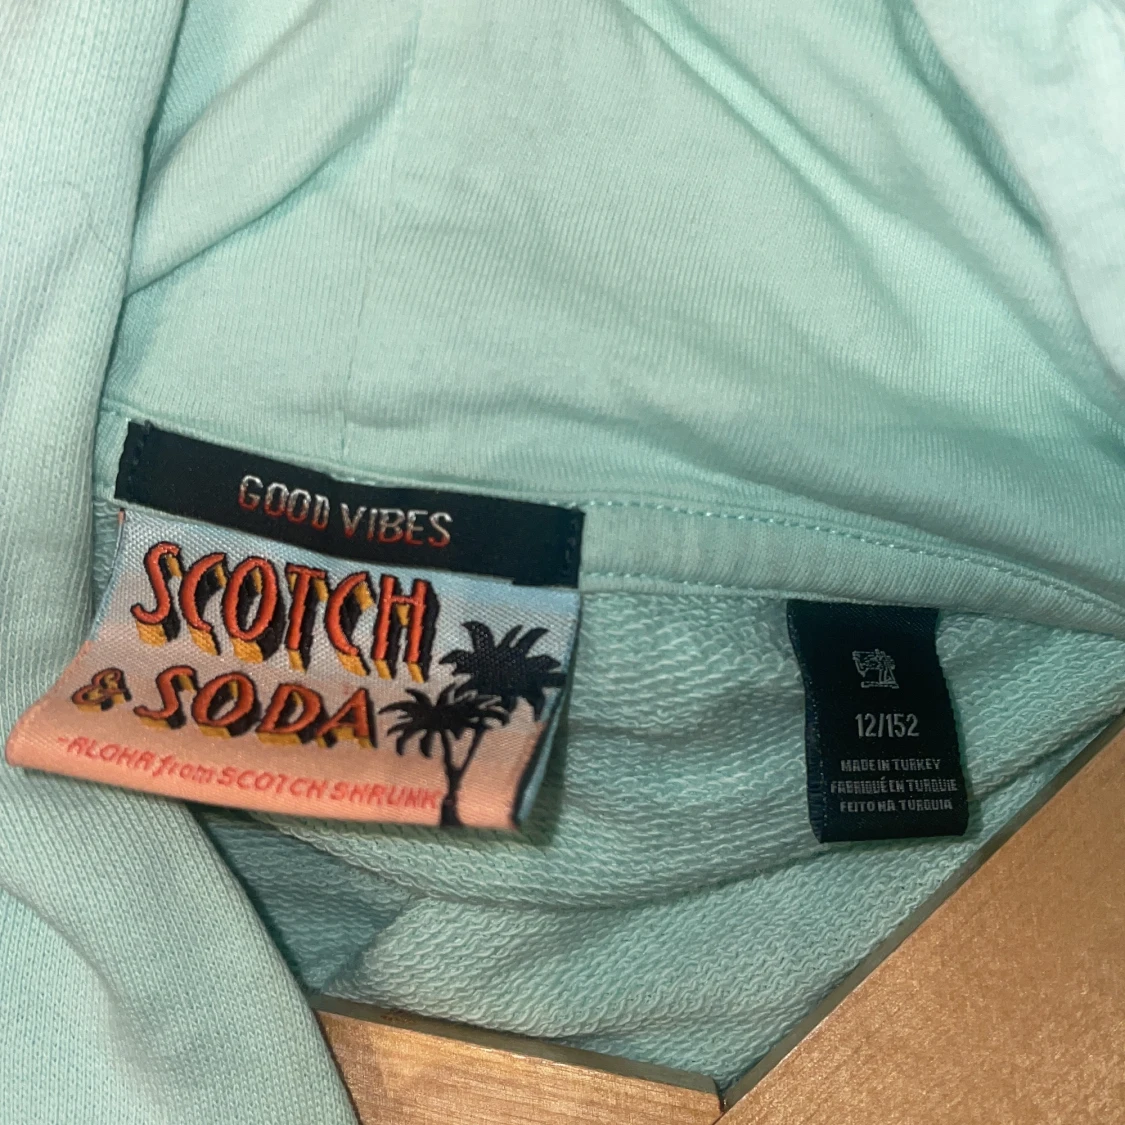 GOOD VIBES
SCOTCH
& SODA
-ALOHA from SCOTCH SHRUNK
12/152
MADE IN TURKEY
FABRIQUÉ EN TURQUIE
FEITO NA TURQUIA